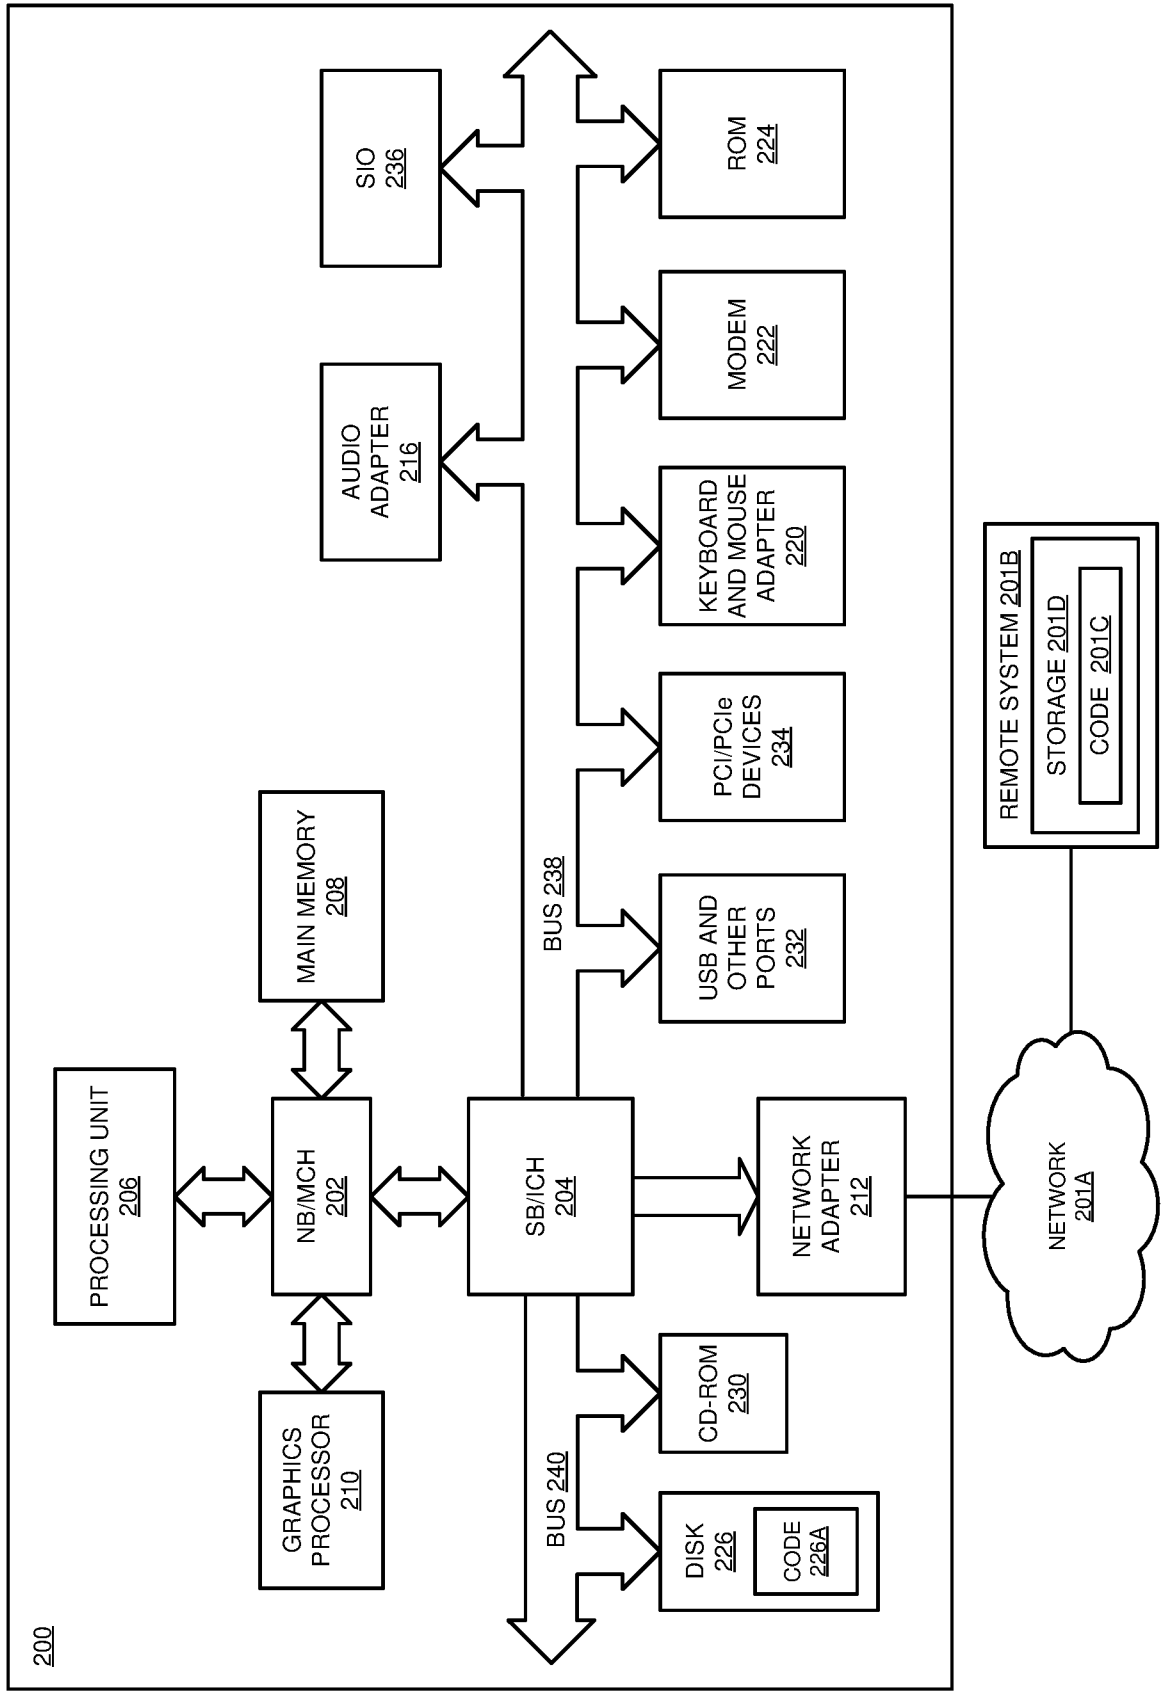 200
PROCESSING UNIT
206
GRAPHICS
PROCESSOR
210
NB/MCH
202
MAIN MEMORY
208
AUDIO
ADAPTER
216
SIO
236
SB/ICH
204
BUS 240
BUS 238
DISK
226
CODE
226A
CD-ROM
230
NETWORK
ADAPTER
212
USB AND
OTHER
PORTS
232
PCI/PCIe
DEVICES
234
KEYBOARD
AND MOUSE
ADAPTER
220
MODEM
222
ROM
224
NETWORK
201A
REMOTE SYSTEM 201B
STORAGE 201D
CODE 201C